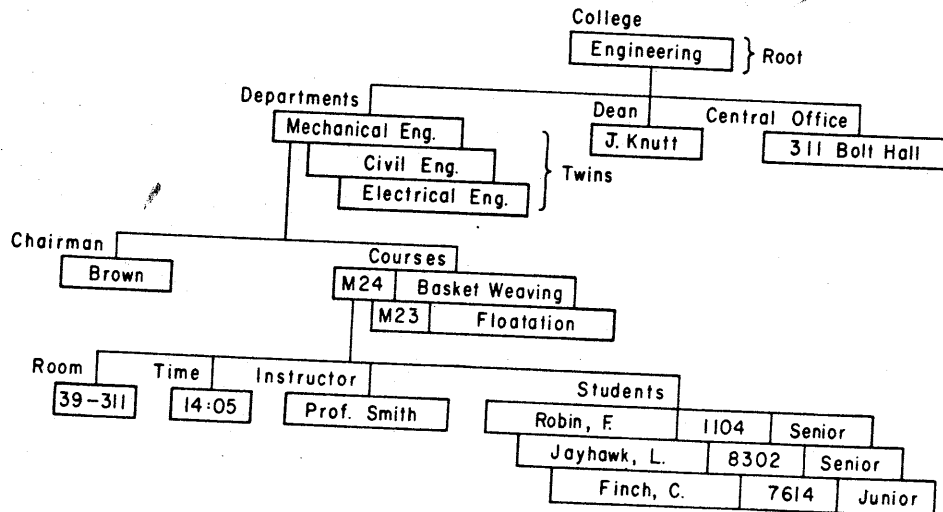 College
Engineering } Root
Departments Dean Central Office
Mechanical Eng. J. Knutt 311 Bolt Hall
Civil Eng. } Twins
Electrical Eng.
Chairman Courses
Brown M24 Basket Weaving
M23 Floatation
Room Time Instructor Students
39-311 14:05 Prof. Smith Robin, F. 1104 Senior
Jayhawk, L. 8302 Senior
Finch, C. 7614 Junior